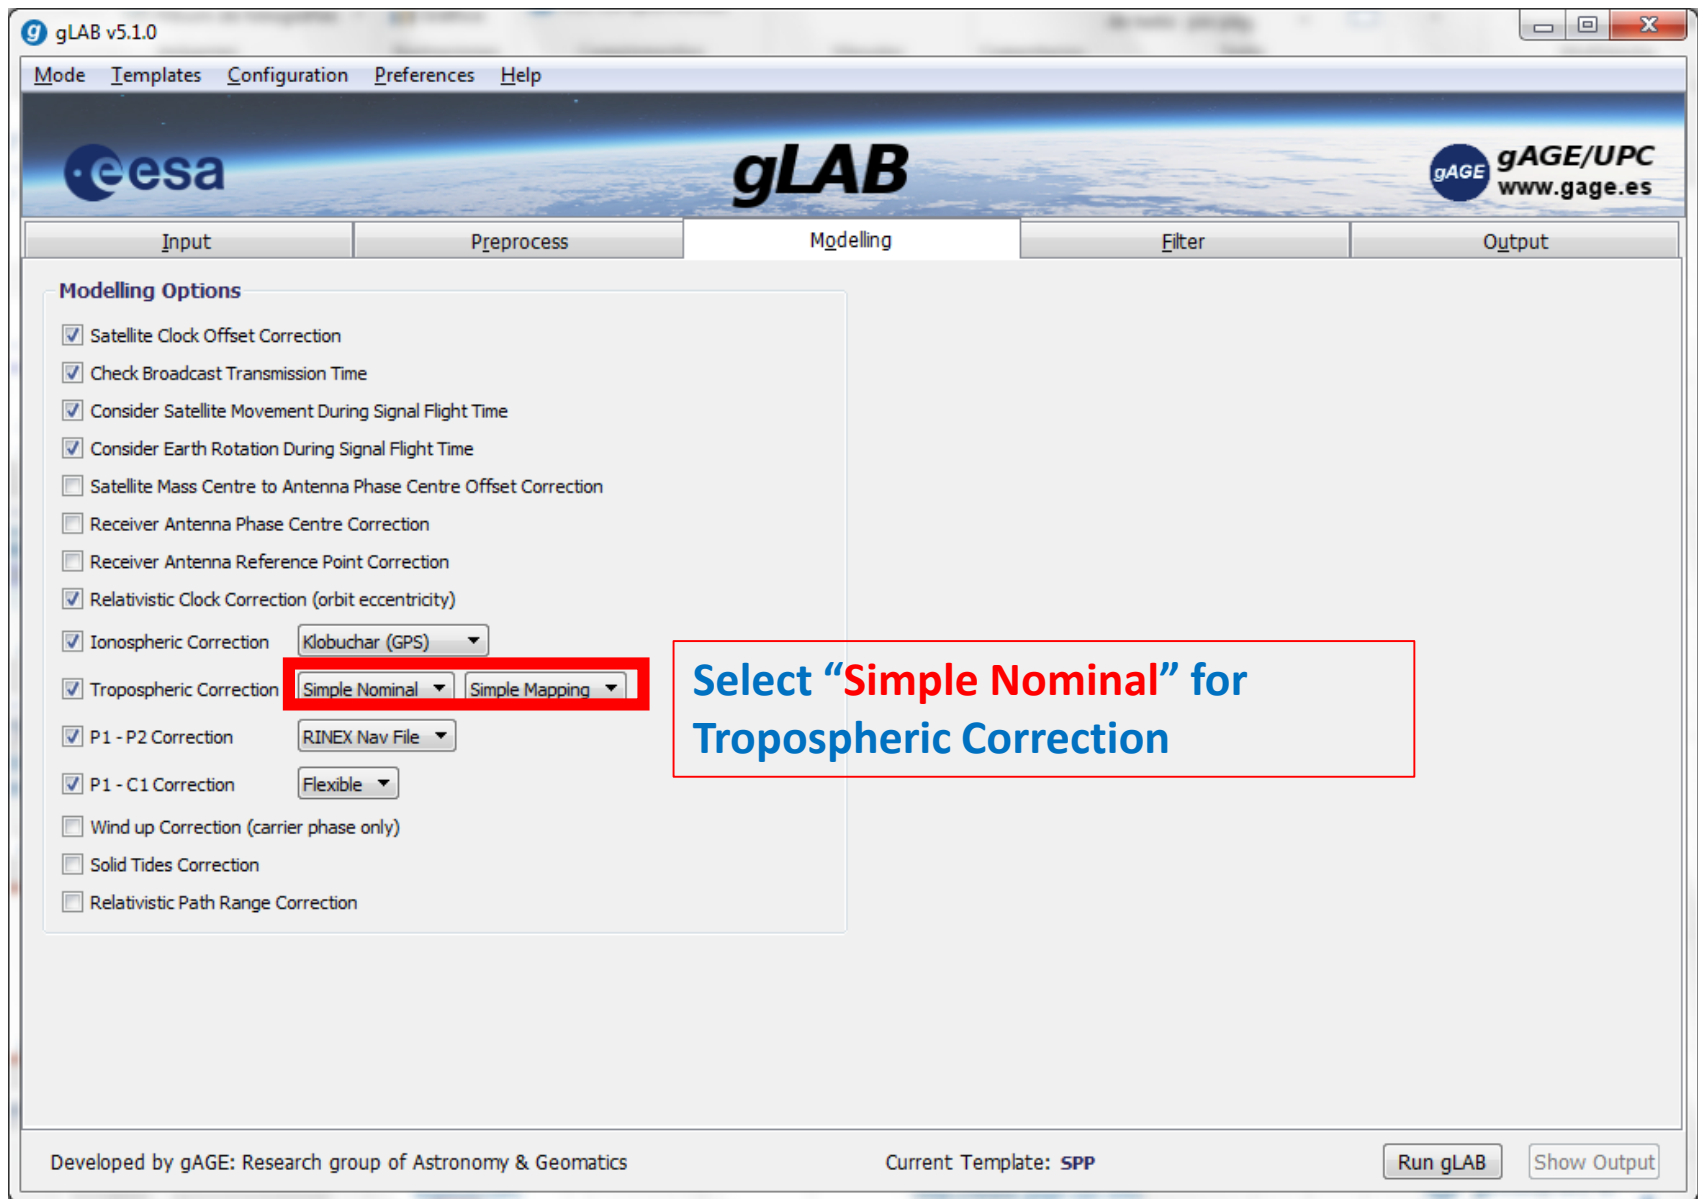 gLAB v5.1.0
Mode Templates Configuration Preferences Help
esa
gLAB
gAGE
gAGE/UPC
www.gage.es
Input Preprocess Modelling Filter Output
Modelling Options
Satellite Clock Offset Correction
Check Broadcast Transmission Time
Consider Satellite Movement During Signal Flight Time
Consider Earth Rotation During Signal Flight Time
Satellite Mass Centre to Antenna Phase Centre Offset Correction
Receiver Antenna Phase Centre Correction
Receiver Antenna Reference Point Correction
Relativistic Clock Correction (orbit eccentricity)
Ionospheric Correction Klobuchar (GPS)
Tropospheric Correction Simple Nominal Simple Mapping
P1 - P2 Correction RINEX Nav File
P1 - C1 Correction Flexible
Wind up Correction (carrier phase only)
Solid Tides Correction
Relativistic Path Range Correction
Select “Simple Nominal” for
Tropospheric Correction
Developed by gAGE: Research group of Astronomy & Geomatics Current Template: SPP Run gLAB Show Output